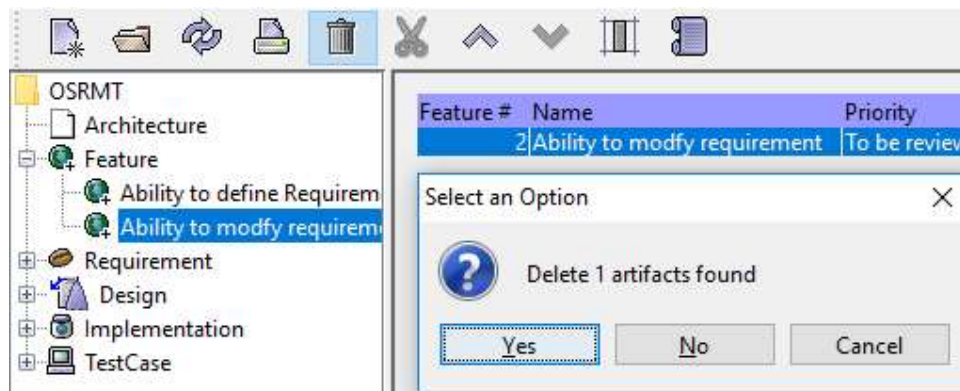 OSRMT
Architecture
Feature
Ability to define Requirem
Ability to modfy requirem
Requirement
Design
Implementation
TestCase
Feature # Name Priority
2 Ability to modfy requirement To be review
Select an Option
Delete 1 artifacts found
Yes No Cancel